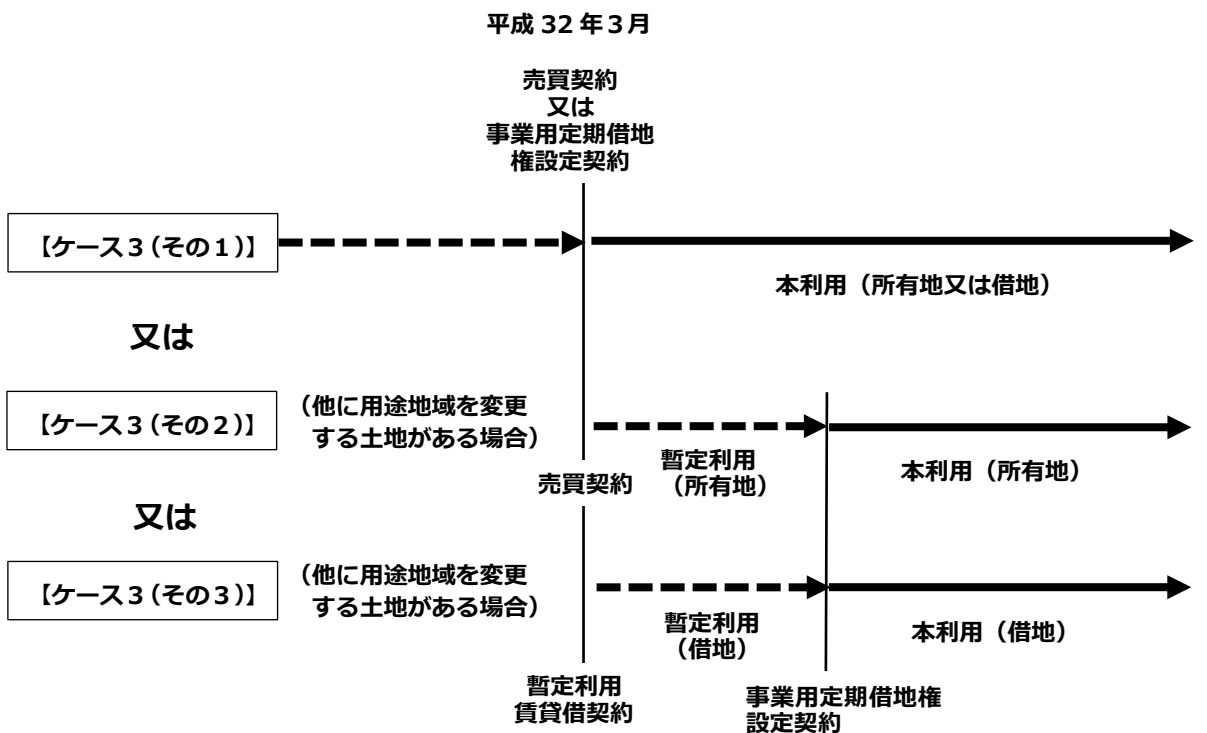 平成 32 年３月
売買契約
又は
事業用定期借地
権設定契約
【ケース３（その１）】
本利用（所有地又は借地）
又は
【ケース３（その２）】
（他に用途地域を変更
する土地がある場合）
暫定利用
（所有地）
本利用（所有地）
売買契約
又は
【ケース３（その３）】
（他に用途地域を変更
する土地がある場合）
暫定利用
（借地）
本利用（借地）
暫定利用
賃貸借契約
事業用定期借地権
設定契約